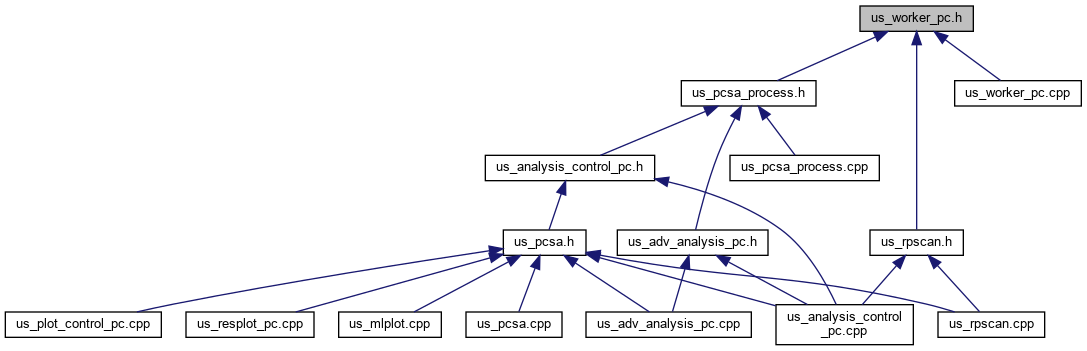 us_worker_pc.h
us_pcsa_process.h
us_worker_pc.cpp
us_analysis_control_pc.h
us_pcsa_process.cpp
us_pcsa.h
us_adv_analysis_pc.h
us_rpscan.h
us_plot_control_pc.cpp
us_resplot_pc.cpp
us_mlplot.cpp
us_pcsa.cpp
us_adv_analysis_pc.cpp
us_analysis_control
_pc.cpp
us_rpscan.cpp